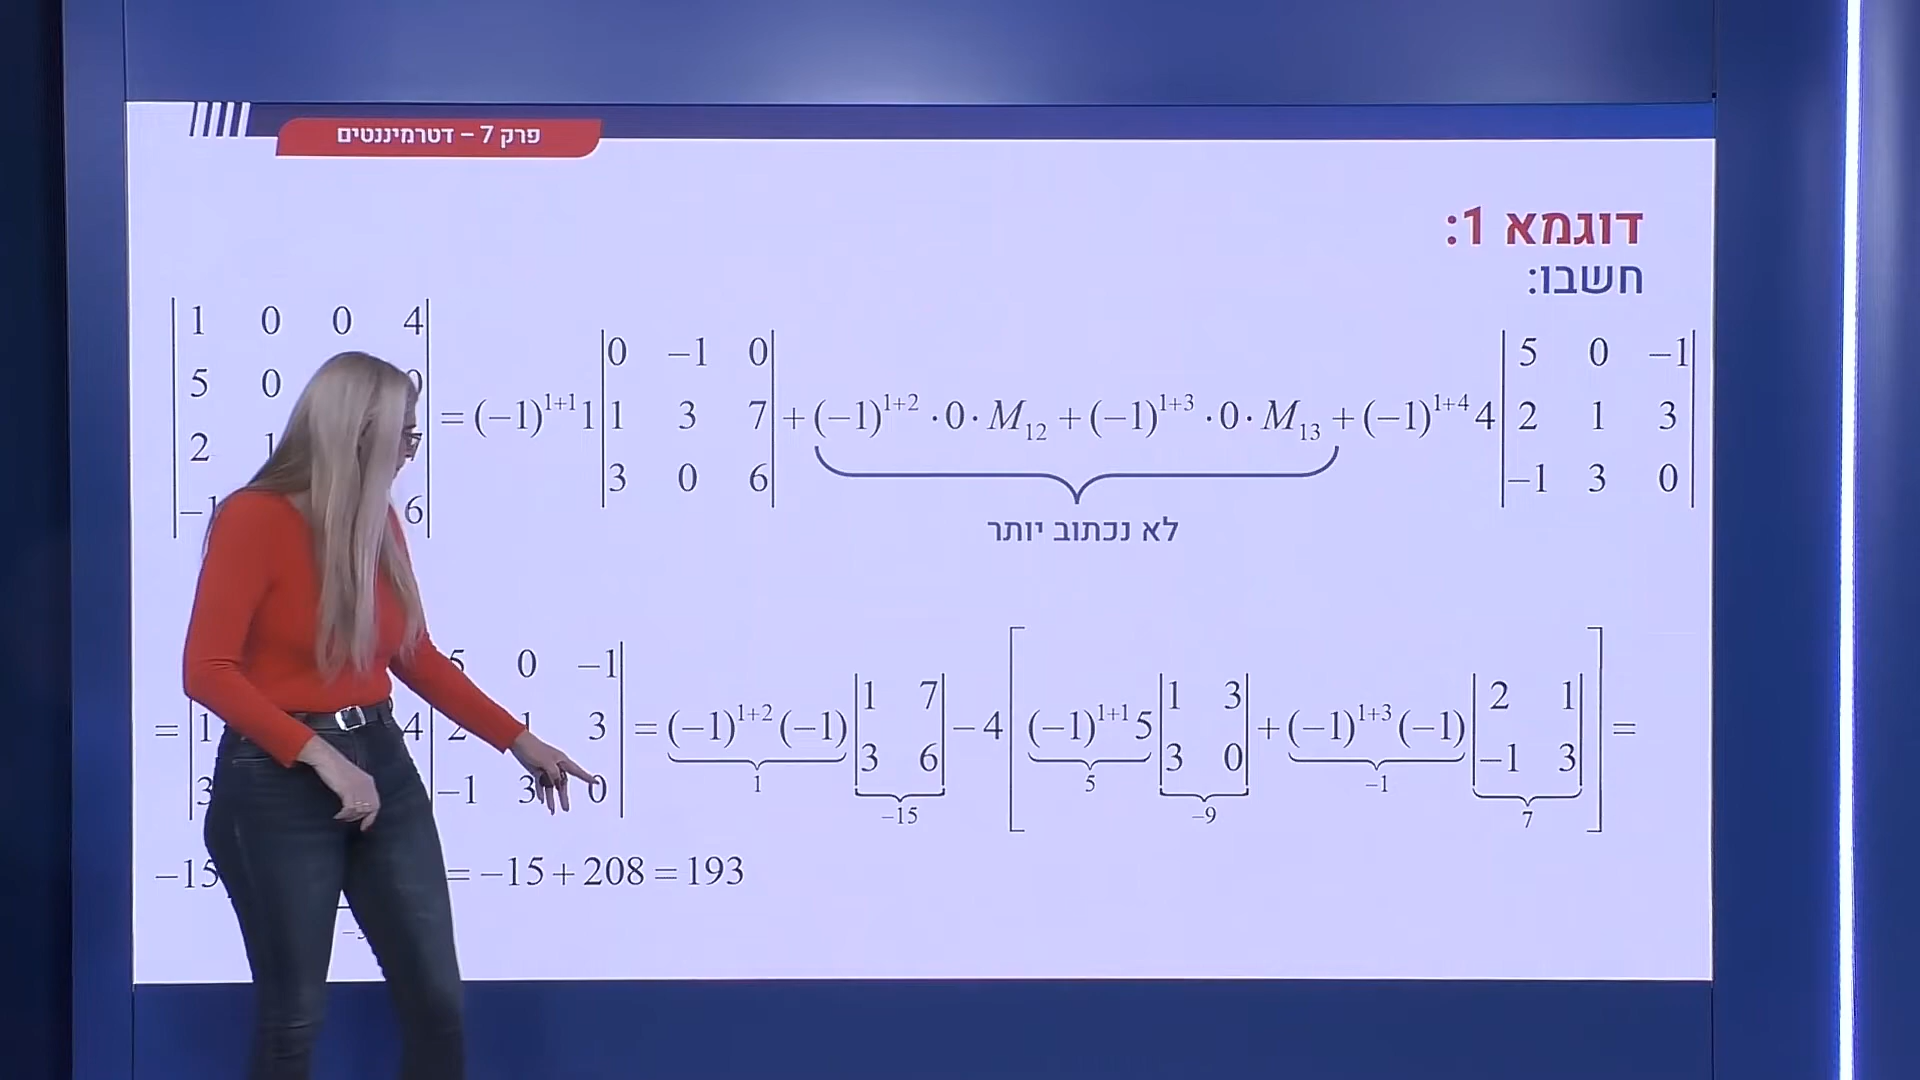 פרק 7 – דטרמיננטים
דוגמא 1:
חשבו:
1 0 0 4
5 0
2 1
−1 6
= (−1)^{1+1} 1 |0 −1 0; 1 3 7; 3 0 6| + (−1)^{1+2} · 0 · M_{12} + (−1)^{1+3} · 0 · M_{13} + (−1)^{1+4} 4 |5 0 −1; 2 1 3; −1 3 0|
לא נכתוב יותר
= |1 3 4 |5 0 −1; 2 1 3; −1 3 0| = (−1)^{1+2} (−1) |1 7; 3 6| − 4 [(−1)^{1+1} 5 |1 3; 3 0| + (−1)^{1+3} (−1) |2 1; −1 3|] =
1 −15 5 −9 −1 7
−15 = −15 + 208 = 193